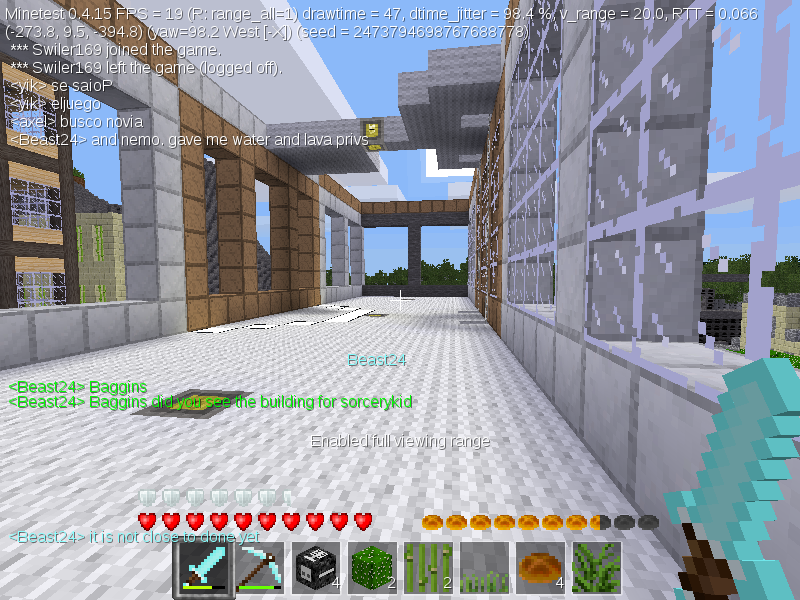 Minetest 0.4.15 FPS = 19 (P: range_all=1) drawtime = 47, dtime_jitter = 98.4 %, v_range = 20.0, RTT = 0.066
(-273.8, 9.5, -394.8) (yaw=98.2 West [-X]) (seed = 2473794698767688778)
*** Swiler169 joined the game.
*** Swiler169 left the game (logged off).
<yik> se saioP
<yik> eljuego
<axel> busco novia
<Beast24> and nemo. gave me water and lava privs
Beast24
<Beast24> Baggins
<Beast24> Baggins did you see the building for sorcerykid
Enabled full viewing range
<Beast24> it is not close to done yet
4
2
2
4